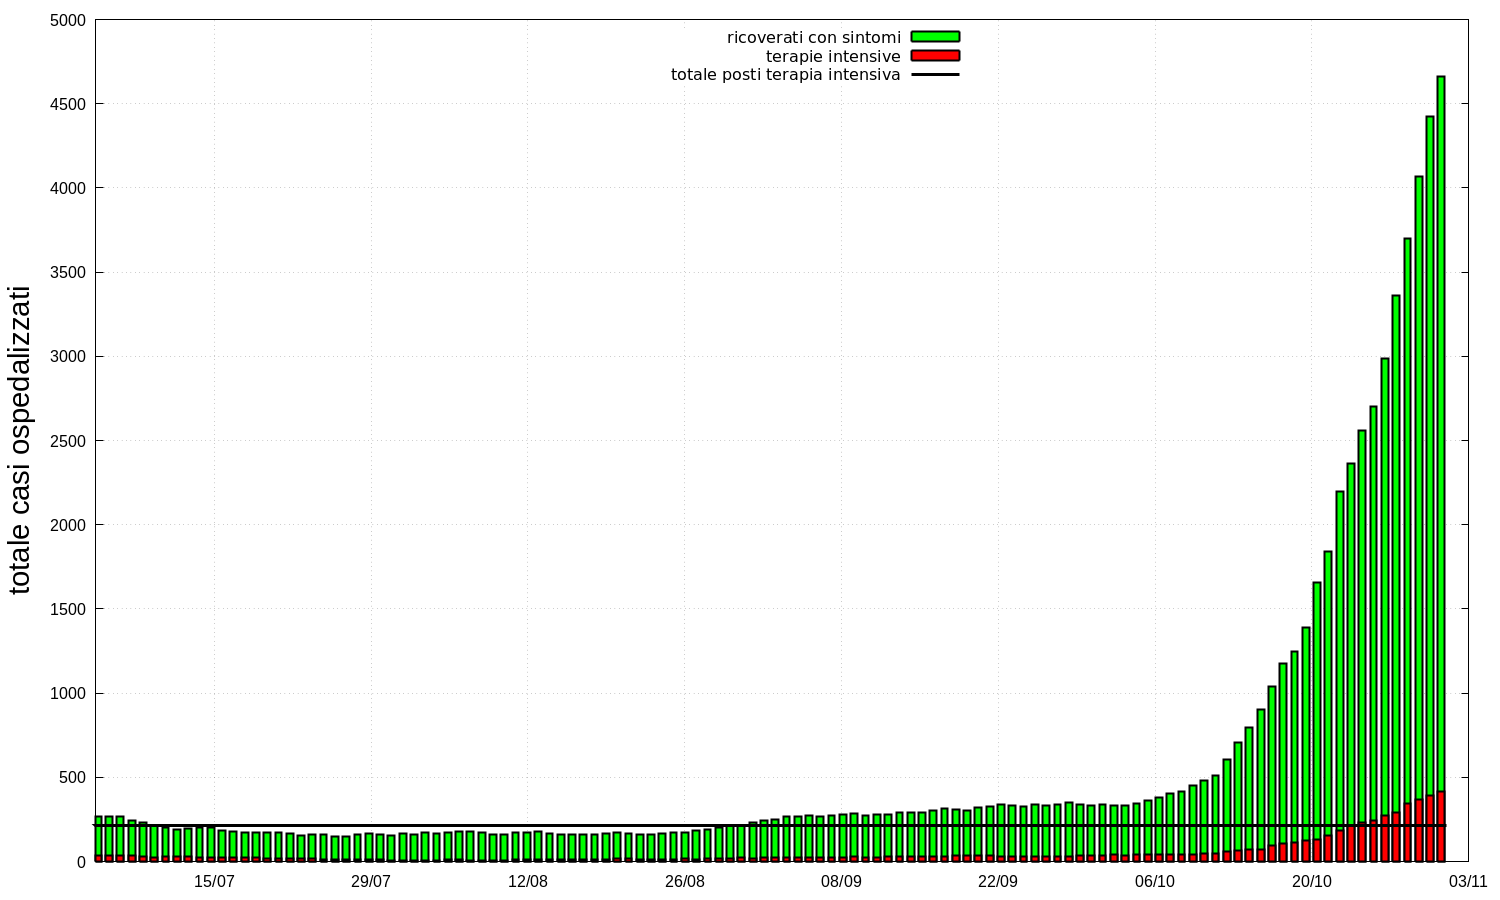 ricoverati con sintomi
terapie intensive
totale posti terapia intensiva
totale casi ospedalizzati
5000
4500
4000
3500
3000
2500
2000
1500
1000
500
0
15/07 29/07 12/08 26/08 08/09 22/09 06/10 20/10 03/11